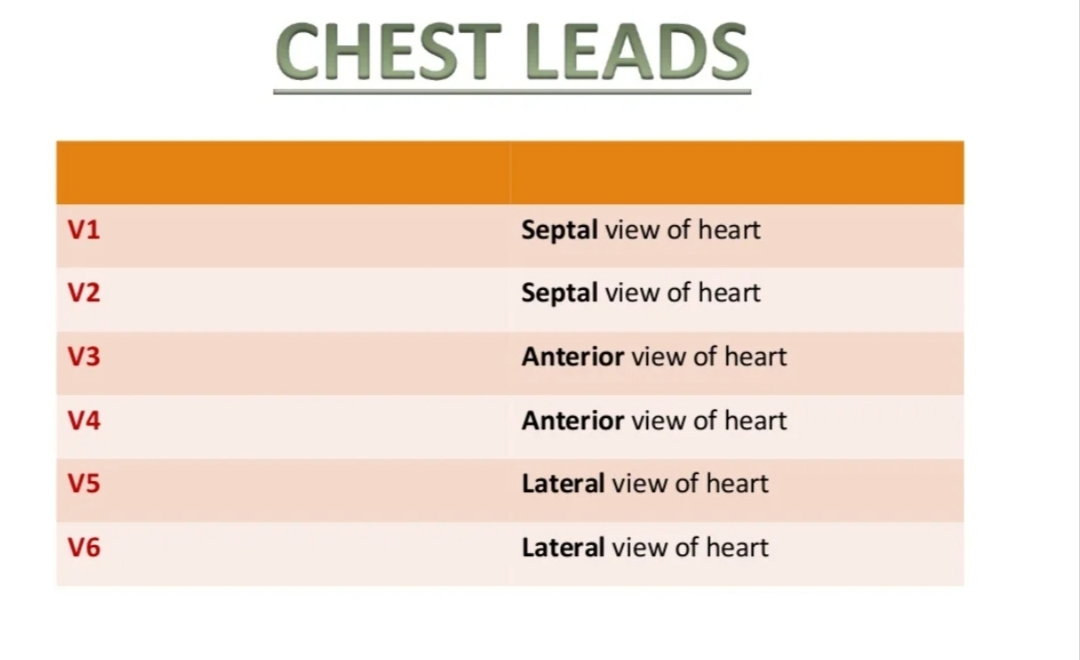 CHEST LEADS
V1 Septal view of heart
V2 Septal view of heart
V3 Anterior view of heart
V4 Anterior view of heart
V5 Lateral view of heart
V6 Lateral view of heart